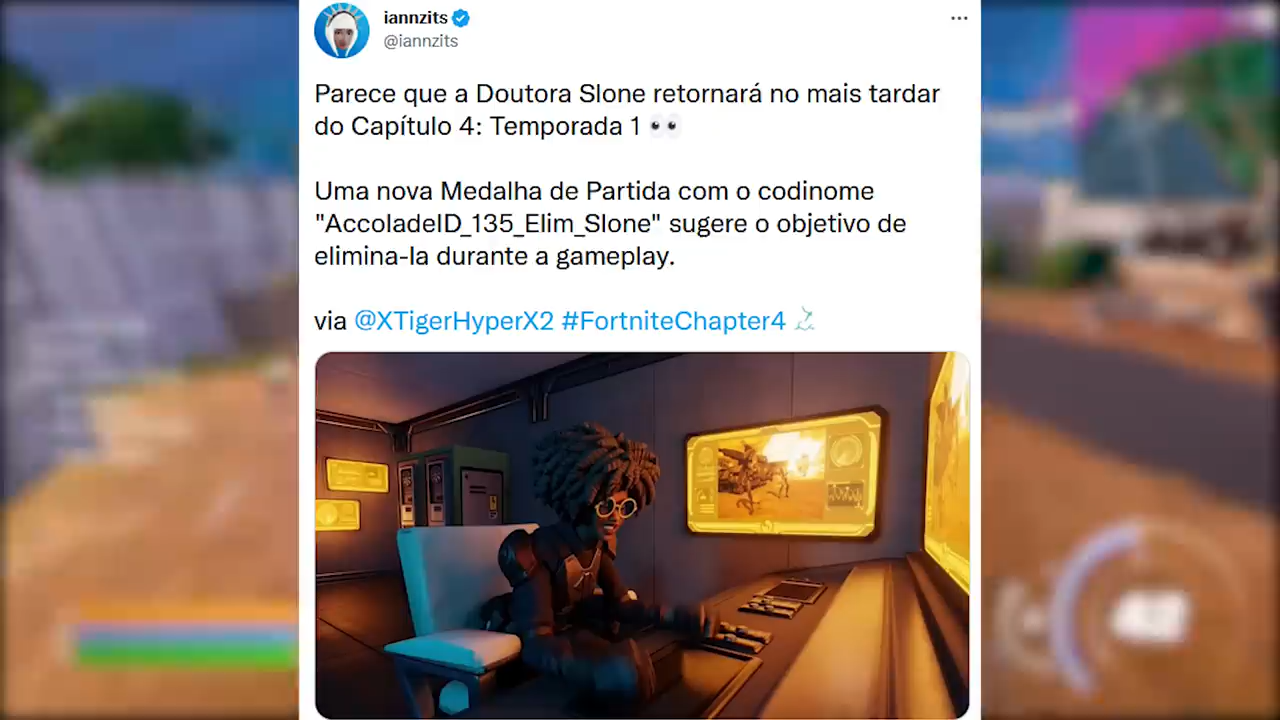 iannzits
@iannzits
Parece que a Doutora Slone retornará no mais tardar
do Capítulo 4: Temporada 1 👀
Uma nova Medalha de Partida com o codinome
"AccoladeID_135_Elim_Slone" sugere o objetivo de
elimina-la durante a gameplay.
via @XTigerHyperX2 #FortniteChapter4